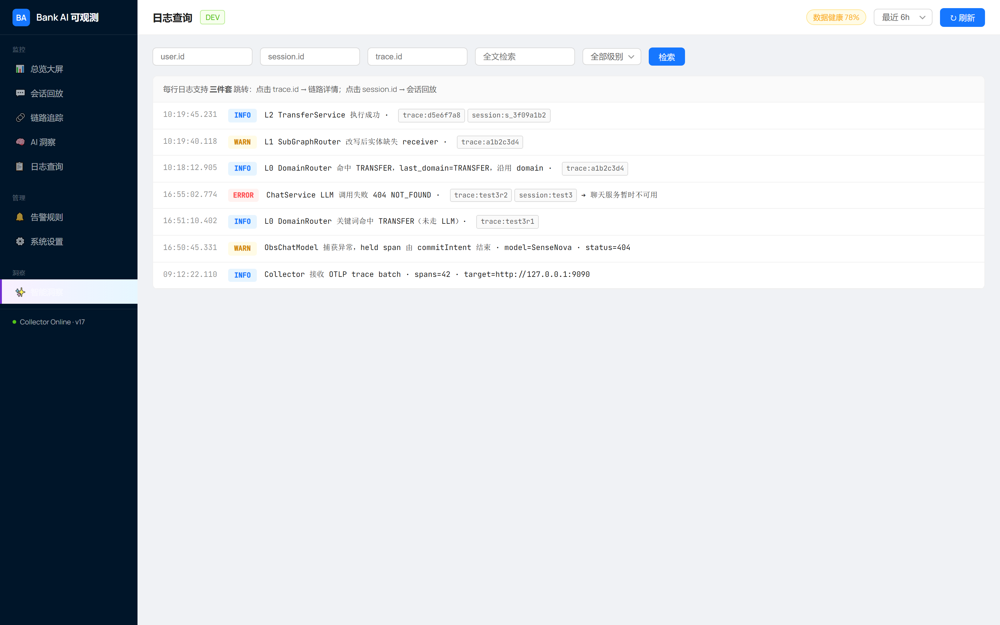 BA Bank AI 可观测
监控
总览大屏
会话回放
链路追踪
AI 洞察
日志查询
管理
告警规则
系统设置
洞察
智能洞察
Collector Online · v17
日志查询 DEV 数据健康 78% 最近 6h ↻ 刷新
user.id session.id trace.id 全文检索 全部级别 检索
每行日志支持 三件套 跳转：点击 trace.id → 链路详情；点击 session.id → 会话回放
10:19:45.231 INFO L2 TransferService 执行成功 · trace:d5e6f7a8 session:s_3f09a1b2
10:19:40.118 WARN L1 SubGraphRouter 改写后实体缺失 receiver · trace:a1b2c3d4
10:18:12.905 INFO L0 DomainRouter 命中 TRANSFER，last_domain=TRANSFER，沿用 domain · trace:a1b2c3d4
16:55:02.774 ERROR ChatService LLM 调用失败 404 NOT_FOUND · trace:test3r2 session:test3 → 聊天服务暂时不可用
16:51:10.402 INFO L0 DomainRouter 关键词命中 TRANSFER（未走 LLM）· trace:test3r1
16:50:45.331 WARN ObsChatModel 捕获异常，held span 由 commitIntent 结束 · model=SenseNova · status=404
09:12:22.110 INFO Collector 接收 OTLP trace batch · spans=42 · target=http://127.0.0.1:9090